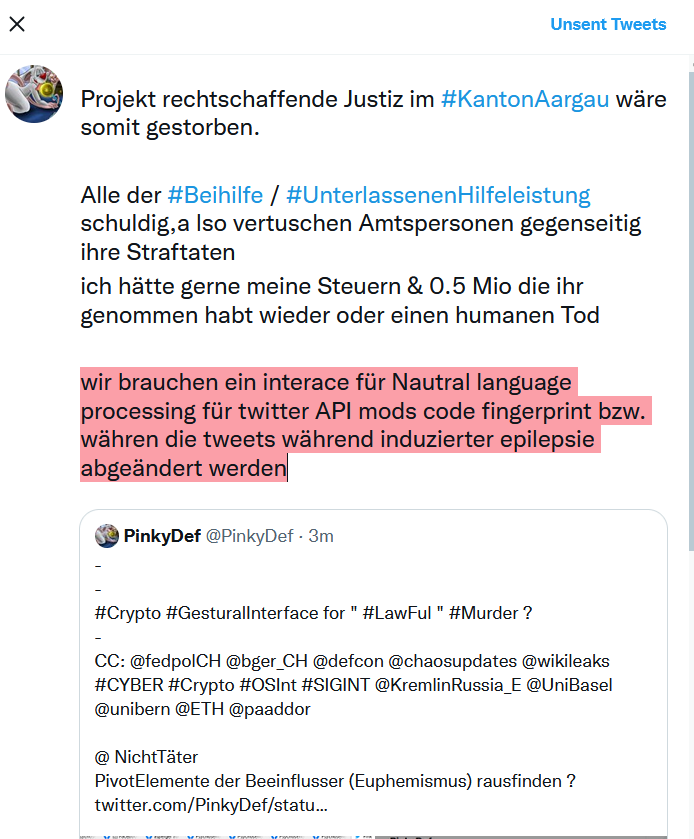 Unsent Tweets
Projekt rechtschaffende Justiz im #KantonAargau wäre
somit gestorben.
Alle der #Beihilfe / #UnterlassenenHilfeleistung
schuldig,a lso vertuschen Amtspersonen gegenseitig
ihre Straftaten
ich hätte gerne meine Steuern & 0.5 Mio die ihr
genommen habt wieder oder einen humanen Tod
wir brauchen ein interace für Nautral language
processing für twitter API mods code fingerprint bzw.
währen die tweets während induzierter epilepsie
abgeändert werden
PinkyDef @PinkyDef · 3m
-
-
#Crypto #GesturalInterface for " #LawFul " #Murder ?
-
CC: @fedpolCH @bger_CH @defcon @chaosupdates @wikileaks
#CYBER #Crypto #OSInt #SIGINT @KremlinRussia_E @UniBasel
@unibern @ETH @paaddor
@ NichtTäter
PivotElemente der Beeinflusser (Euphemismus) rausfinden ?
twitter.com/PinkyDef/statu...